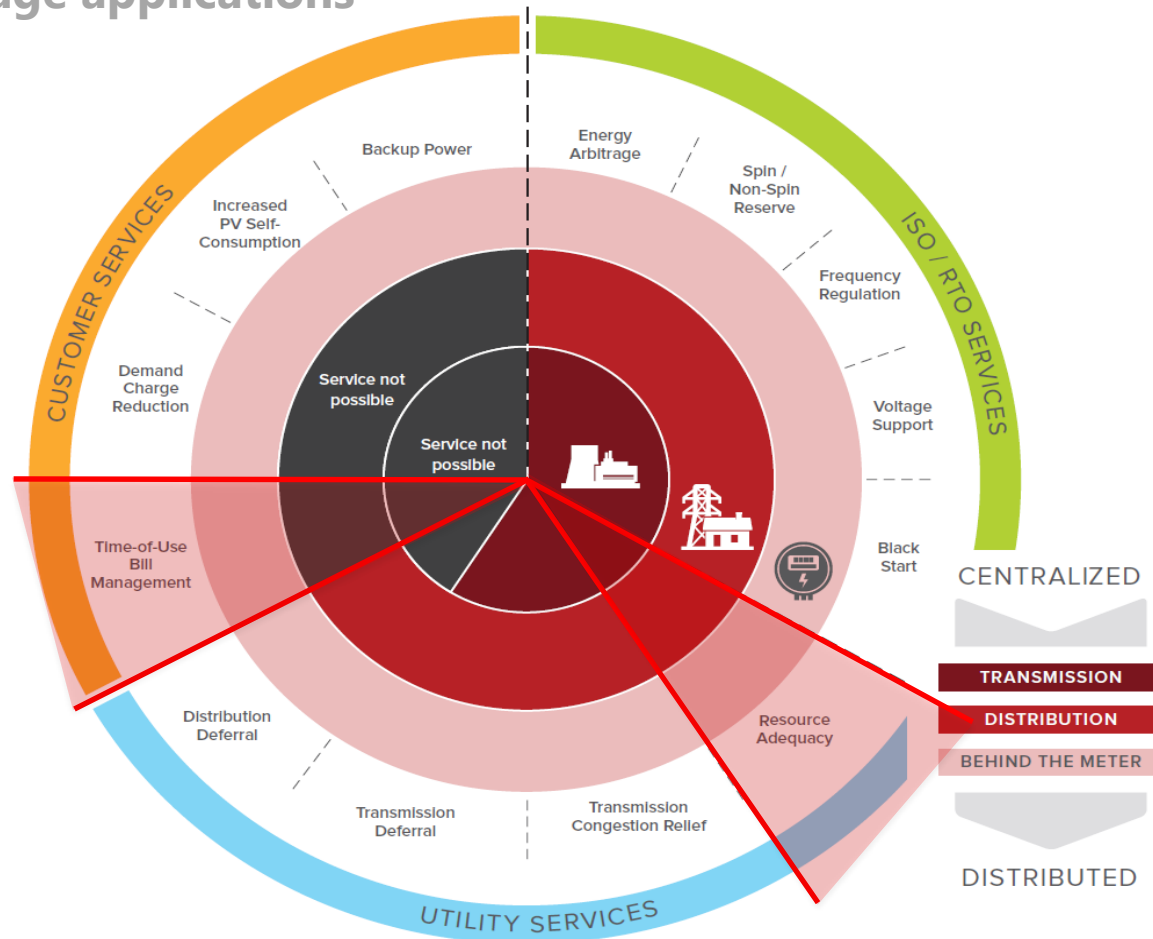 age applications
CUSTOMER SERVICES
ISO / RTO SERVICES
UTILITY SERVICES
Backup Power
Energy
Arbitrage
Spin /
Non-Spin
Reserve
Increased
PV Self-
Consumption
Frequency
Regulation
Demand
Charge
Reduction
Service not
possible
Service not
possible
Voltage
Support
Time-of-Use
Bill
Management
Black
Start
Distribution
Deferral
Resource
Adequacy
Transmission
Deferral
Transmission
Congestion Relief
CENTRALIZED
TRANSMISSION
DISTRIBUTION
BEHIND THE METER
DISTRIBUTED